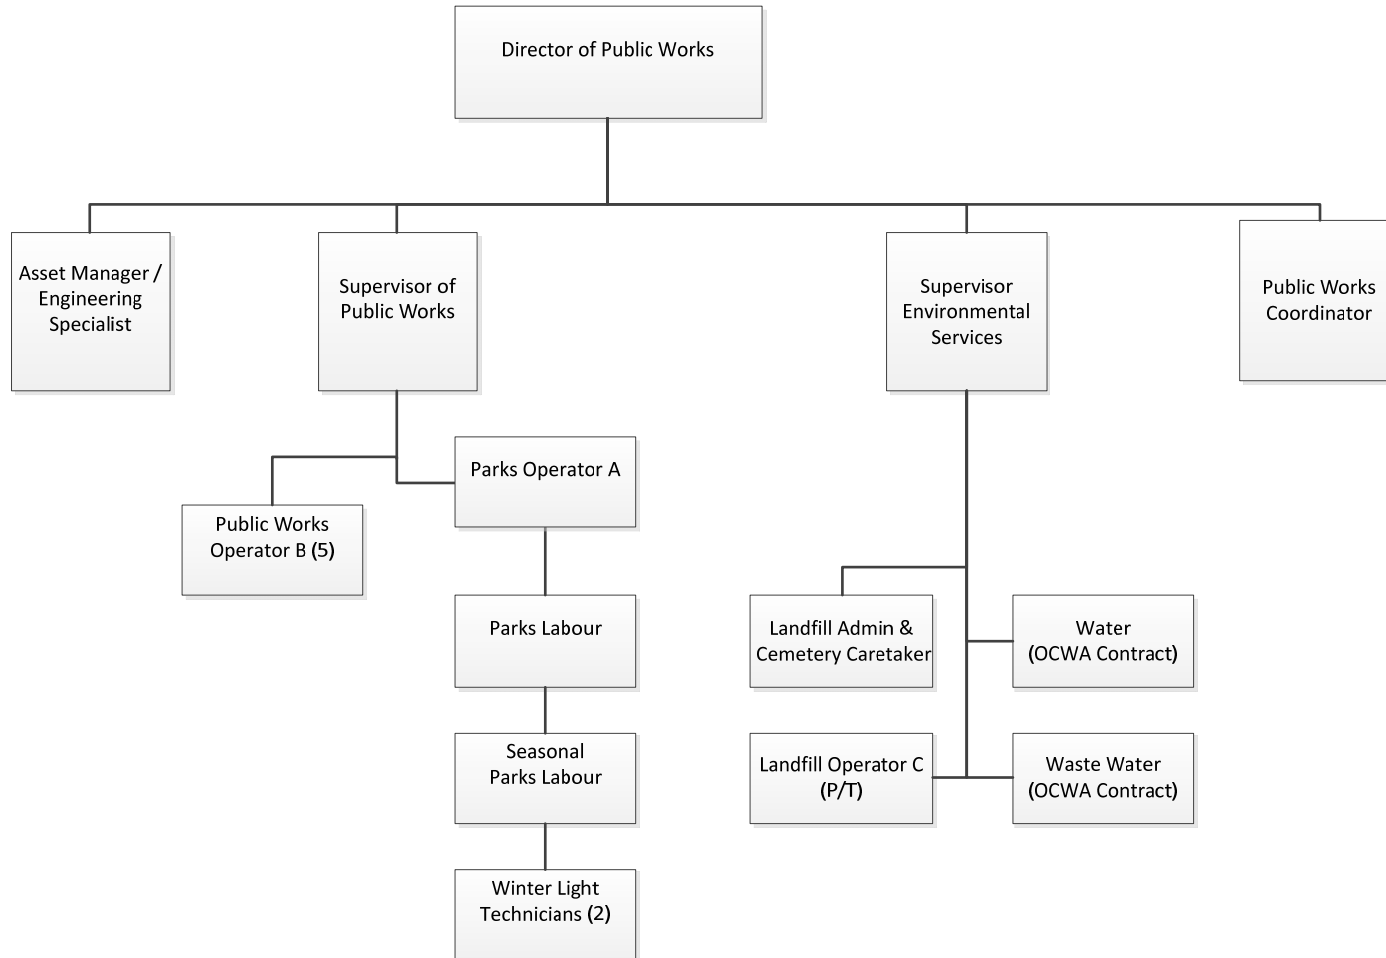 Director of Public Works
Asset Manager /
Engineering
Specialist
Supervisor of
Public Works
Supervisor
Environmental
Services
Public Works
Coordinator
Parks Operator A
Public Works
Operator B (5)
Parks Labour
Landfill Admin &
Cemetery Caretaker
Water
(OCWA Contract)
Seasonal
Parks Labour
Landfill Operator C
(P/T)
Waste Water
(OCWA Contract)
Winter Light
Technicians (2)